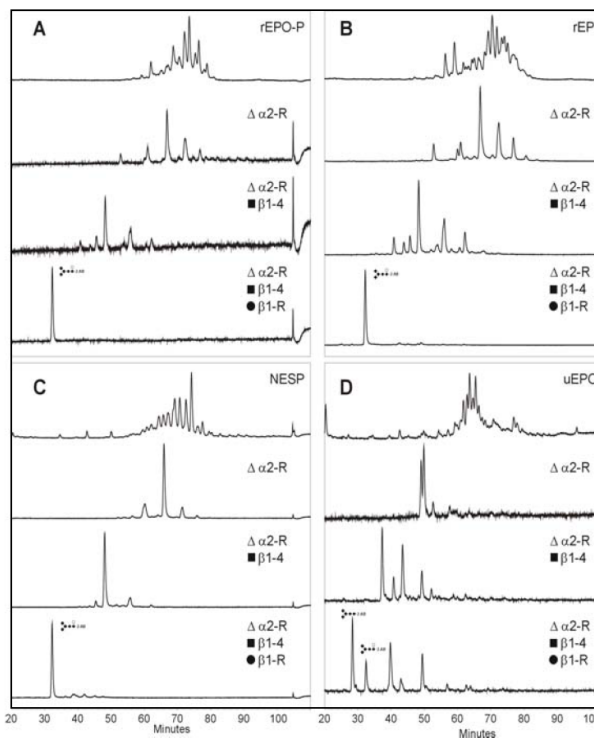 A
rEPO-P
Δ α2-R
Δ α2-R
■ β1-4
Δ α2-R
■ β1-4
● β1-R
B
rEP
Δ α2-R
Δ α2-R
■ β1-4
Δ α2-R
■ β1-4
● β1-R
C
NESP
Δ α2-R
Δ α2-R
■ β1-4
Δ α2-R
■ β1-4
● β1-R
20 30 40 50 60 70 80 90 100
Minutes
D
uEPO
Δ α2-R
Δ α2-R
■ β1-4
Δ α2-R
■ β1-4
● β1-R
20 30 40 50 60 70 80 90 100
Minutes